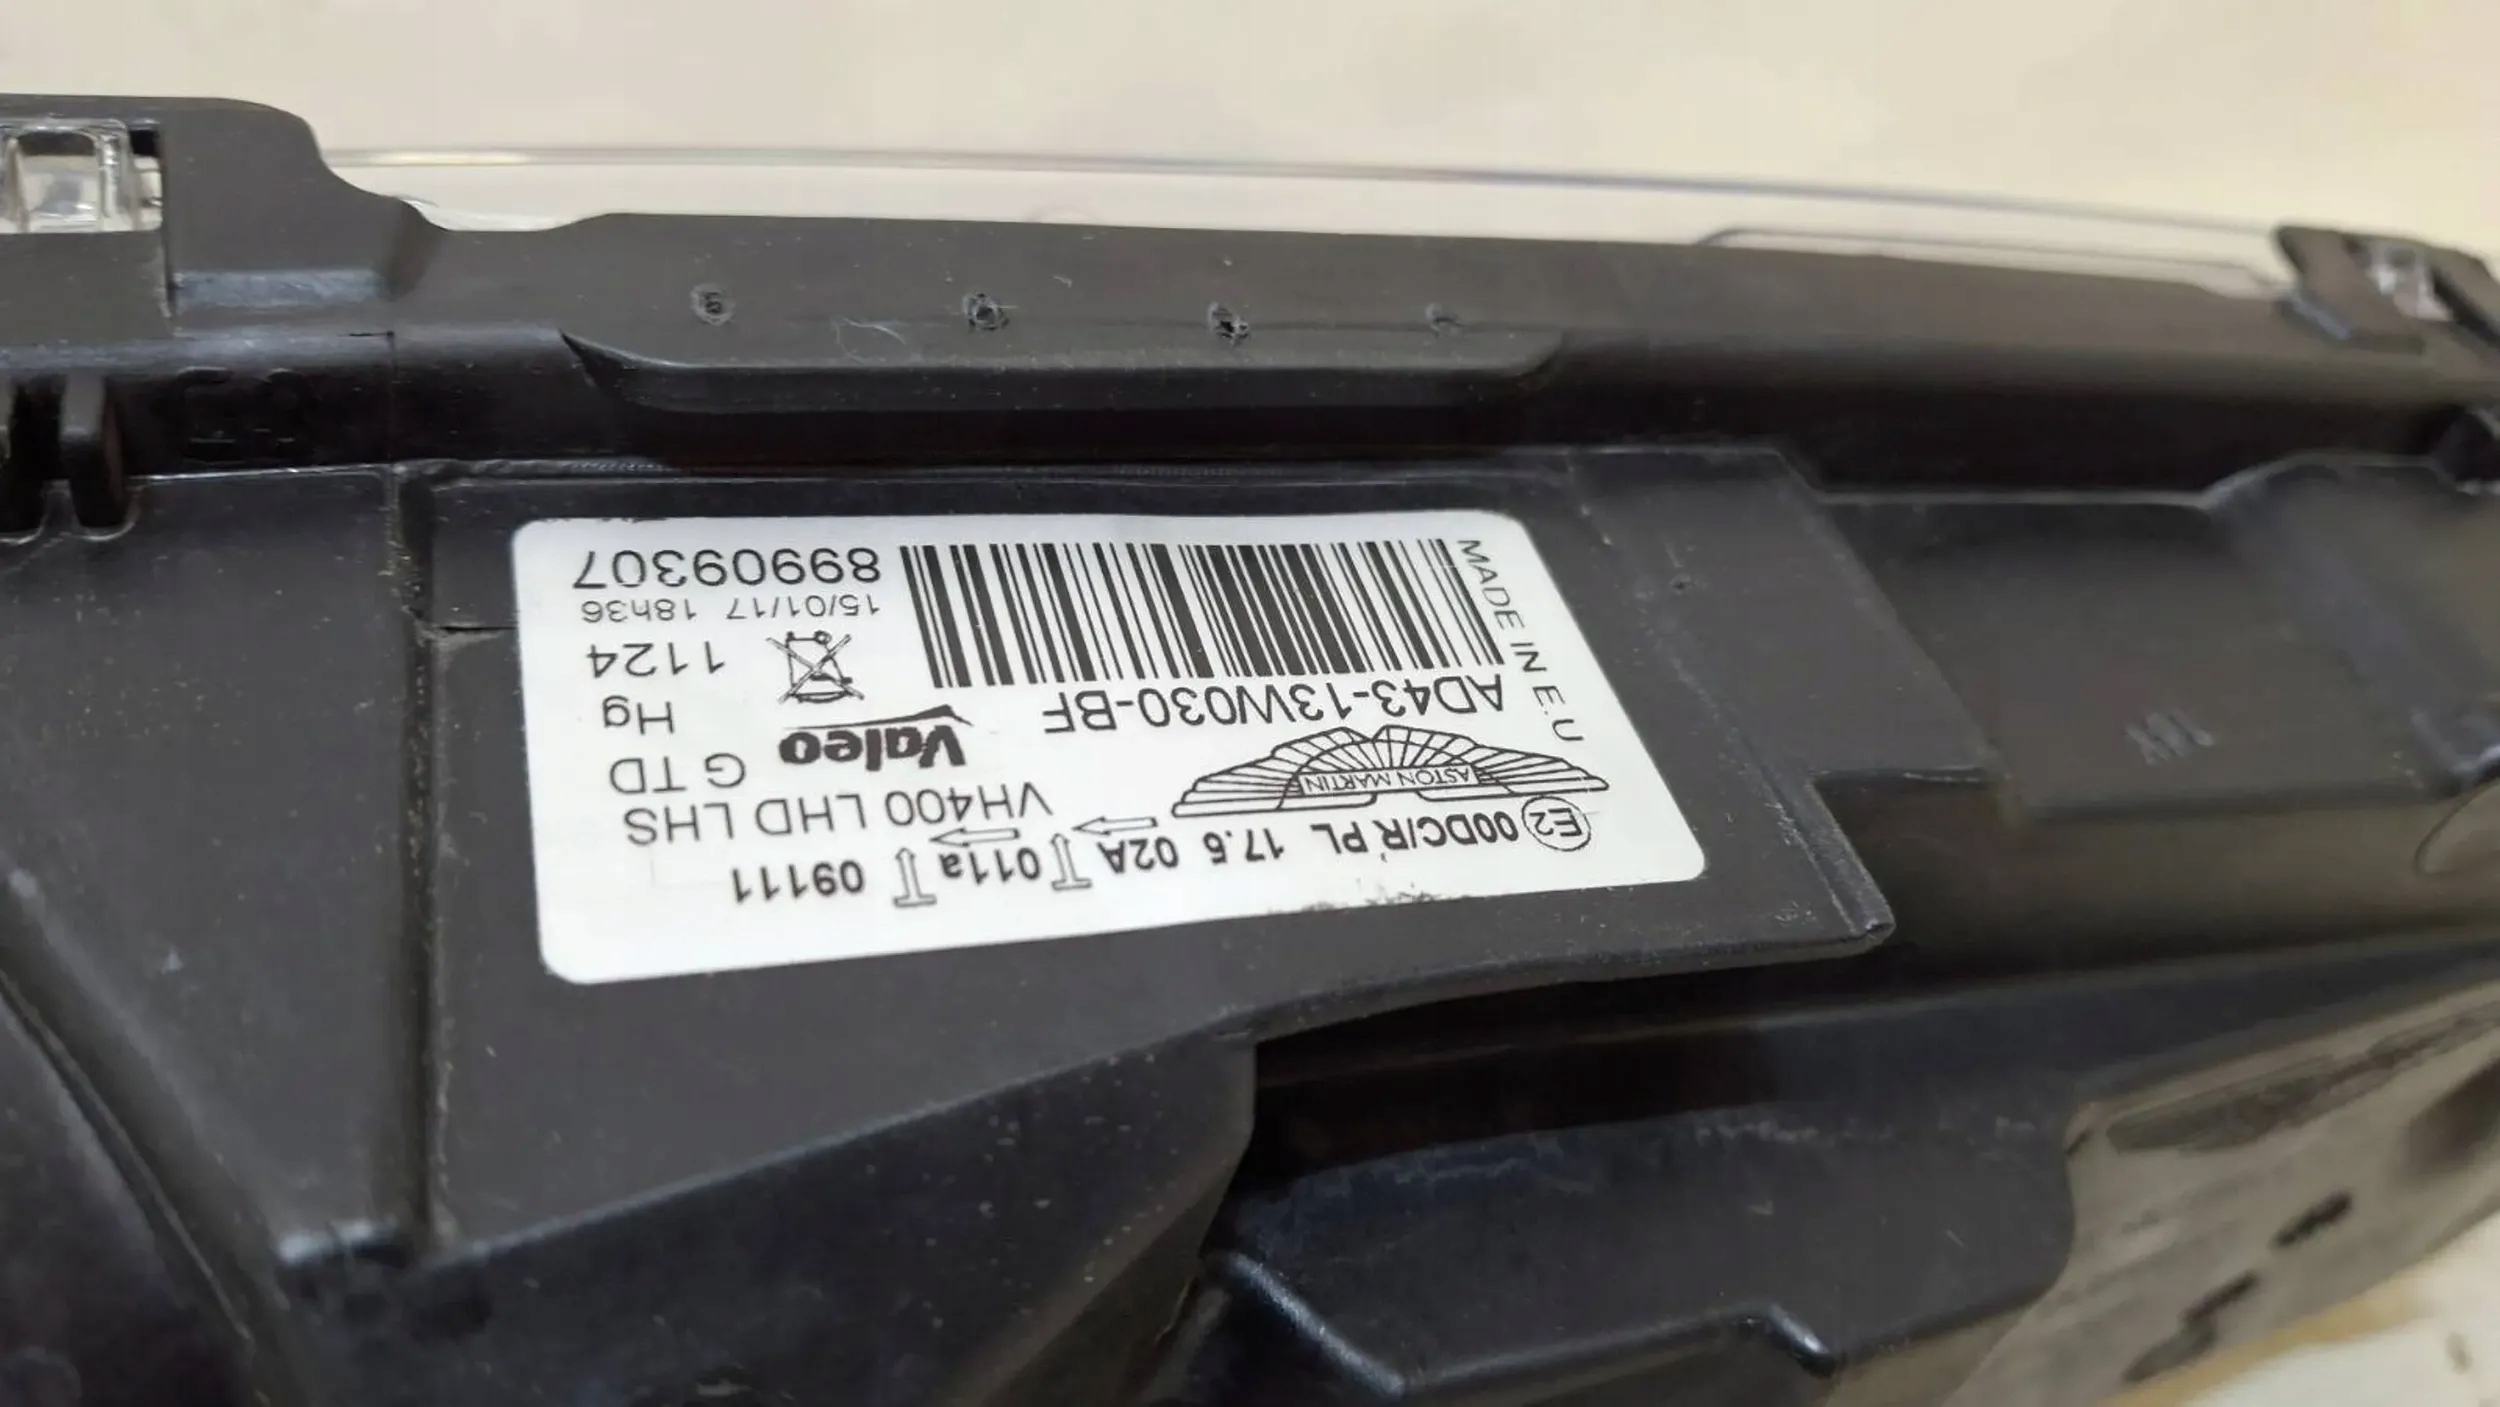 E2 00DC/R PL 17.5 02A 011a 09111
ASTON MARTIN
VH400 LHD LHS
Valeo
G TD
AD43-13W030-BF
Hg
1124
MADE IN E.U
15/01/17 18h36
89909307